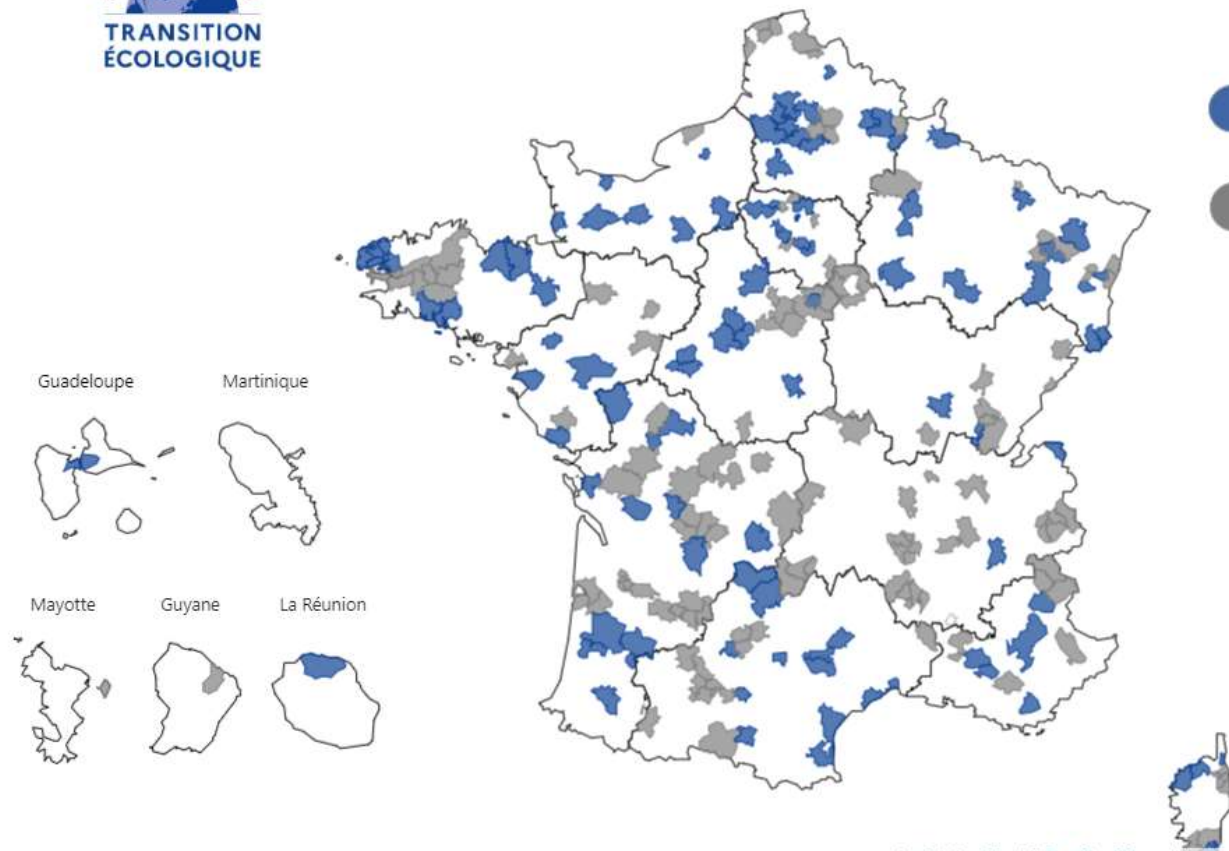 TRANSITION
ÉCOLOGIQUE
Guadeloupe
Martinique
Mayotte
Guyane
La Réunion